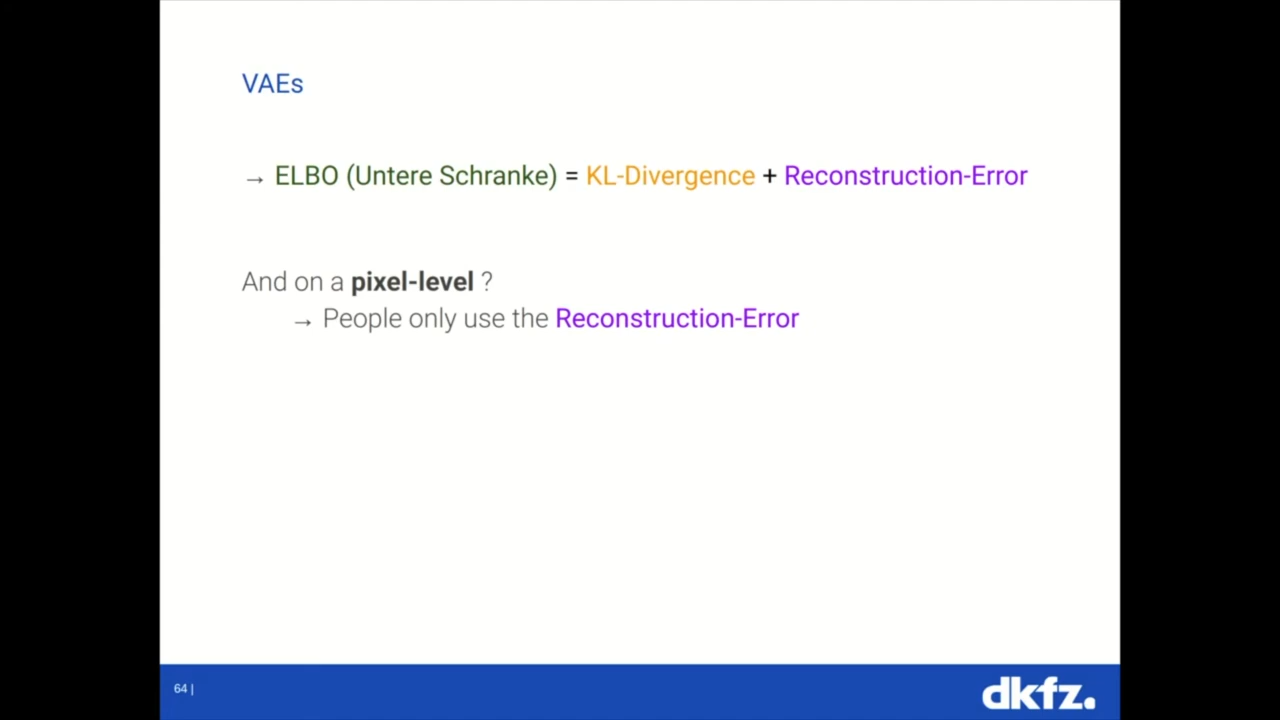 VAEs
→ ELBO (Untere Schranke) = KL-Divergence + Reconstruction-Error
And on a pixel-level ?
→ People only use the Reconstruction-Error
64 |
dkfz.